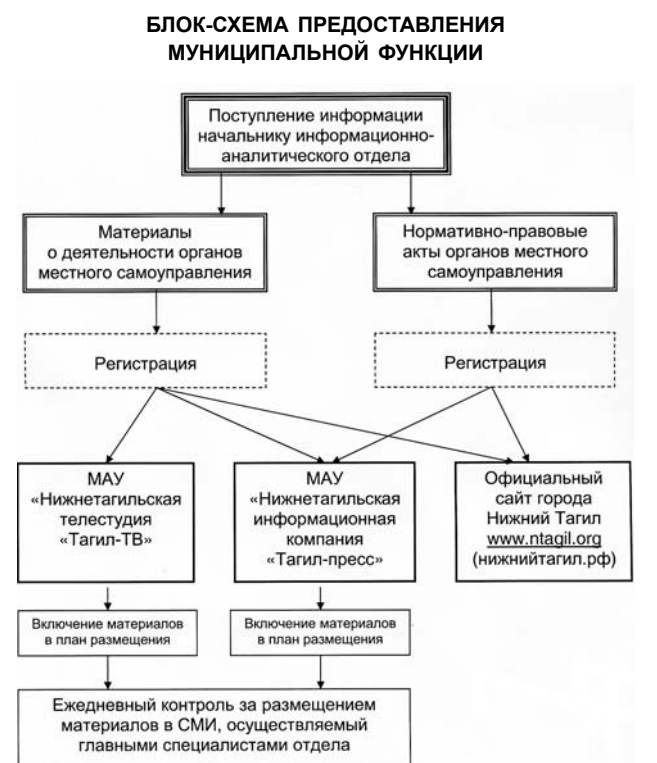 БЛОК-СХЕМА ПРЕДОСТАВЛЕНИЯ
МУНИЦИПАЛЬНОЙ ФУНКЦИИ
Поступление информации
начальнику информационно-
аналитического отдела
Материалы
о деятельности органов
местного самоуправления
Нормативно-правовые
акты органов местного
самоуправления
Регистрация
Регистрация
МАУ
«Нижнетагильская
телестудия
«Тагил-ТВ»
МАУ
«Нижнетагильская
информационная
компания
«Тагил-пресс»
Официальный
сайт города
Нижний Тагил
www.ntagil.org
(нижнийтагил.рф)
Включение материалов
в план размещения
Включение материалов
в план размещения
Ежедневный контроль за размещением
материалов в СМИ, осуществляемый
главными специалистами отдела